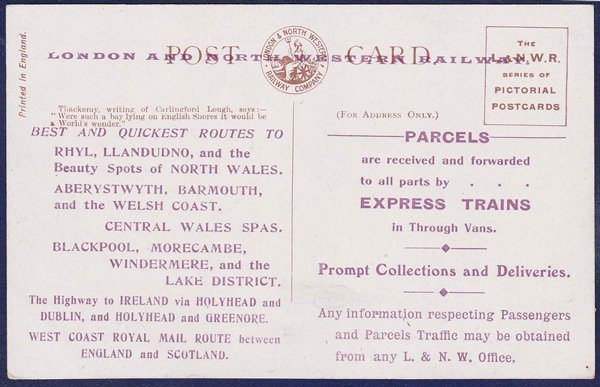 Printed in England.
POST CARD
LONDON & NORTH WESTERN
RAILWAY COMPANY
LONDON AND NORTH WESTERN RAILWAY.
THE
L. & N.W.R.
SERIES OF
PICTORIAL
POSTCARDS
Thackeray, writing of Carlingford Lough, says:—
"Were such a bay lying on English Shores it would be
a World's wonder."
BEST AND QUICKEST ROUTES TO
RHYL, LLANDUDNO, and the
Beauty Spots of NORTH WALES.
ABERYSTWYTH, BARMOUTH,
and the WELSH COAST.
CENTRAL WALES SPAS.
BLACKPOOL, MORECAMBE,
WINDERMERE, and the
LAKE DISTRICT.
The Highway to IRELAND via HOLYHEAD and
DUBLIN, and HOLYHEAD and GREENORE.
WEST COAST ROYAL MAIL ROUTE between
ENGLAND and SCOTLAND.
(FOR ADDRESS ONLY.)
PARCELS
are received and forwarded
to all parts by . . .
EXPRESS TRAINS
in Through Vans.
Prompt Collections and Deliveries.
Any information respecting Passengers
and Parcels Traffic may be obtained
from any L. & N. W. Office.